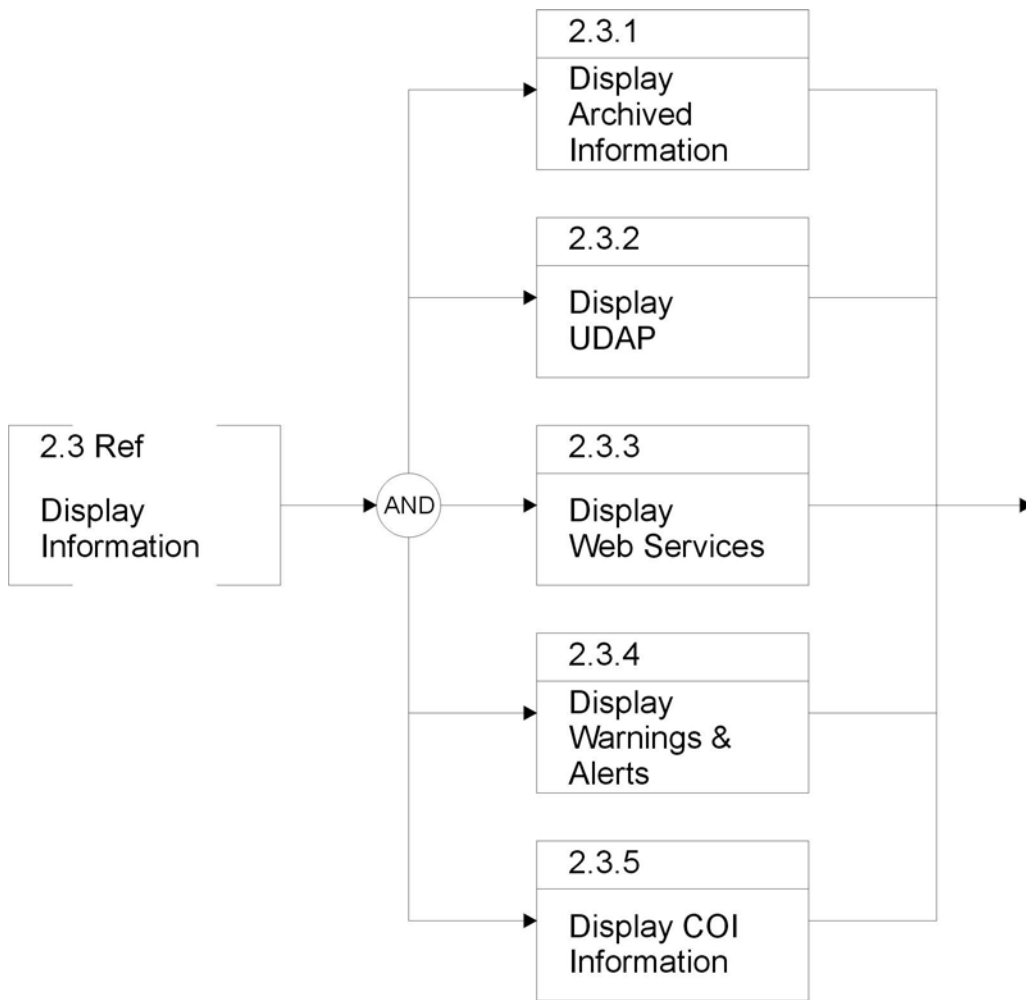 2.3.1
Display
Archived
Information
2.3.2
Display
UDAP
2.3 Ref
Display
Information
AND
2.3.3
Display
Web Services
2.3.4
Display
Warnings &
Alerts
2.3.5
Display COI
Information